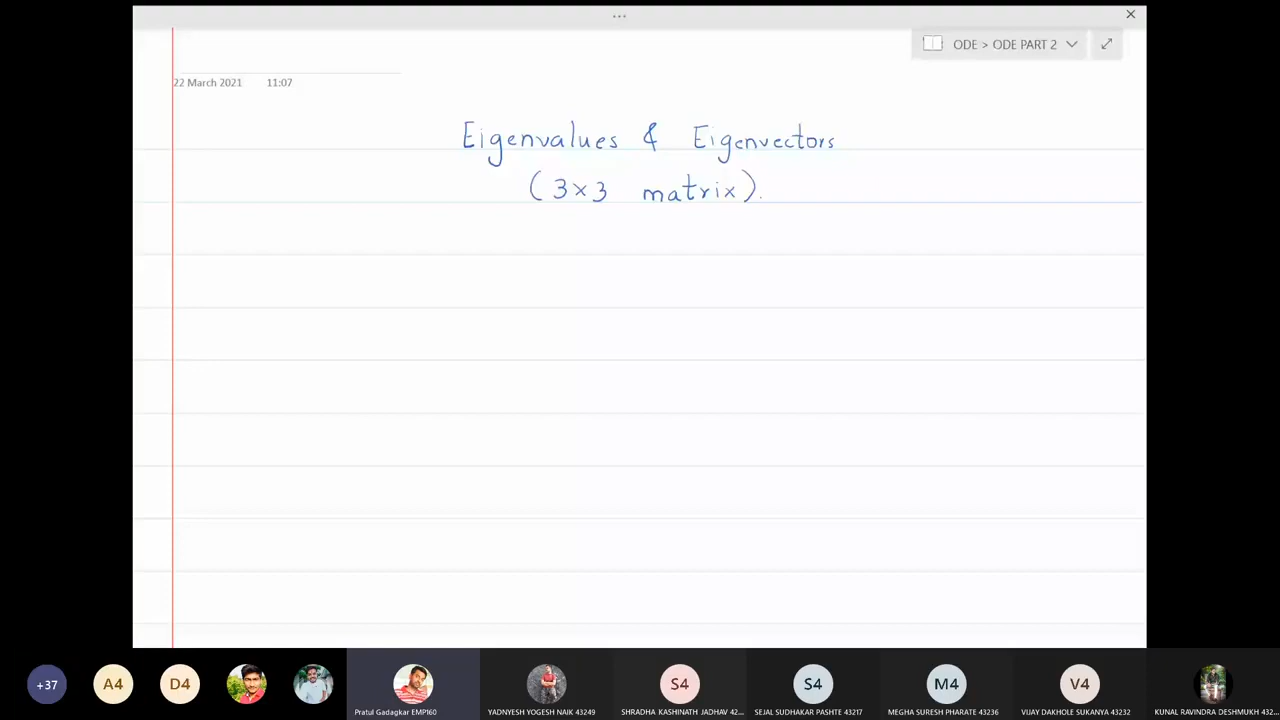 ODE > ODE PART 2
22 March 2021 11:07
Eigenvalues & Eigenvectors
(3×3 matrix).
+37
A4
D4
S4
S4
M4
V4
Pratul Gadagkar EMP160
YADNYESH YOGESH NAIK 43249
SHRADHA KASHINATH JADHAV 42...
SEJAL SUDHAKAR PASHTE 43217
MEGHA SURESH PHARATE 43236
VIJAY DAKHOLE SUKANYA 43232
KUNAL RAVINDRA DESHMUKH 432...